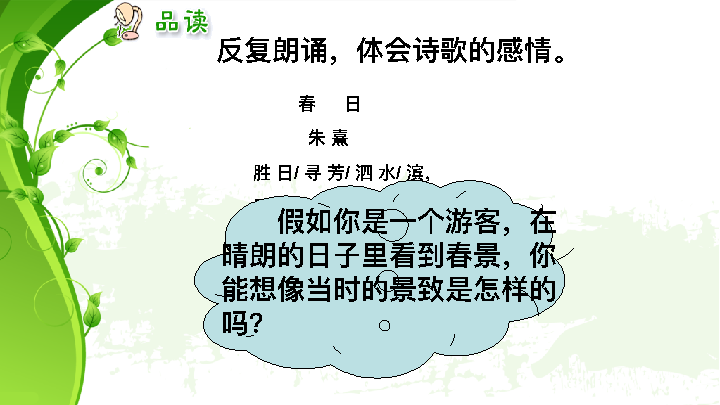 品读
反复朗诵，体会诗歌的感情。
春 日
朱 熹
胜 日/ 寻 芳/ 泗 水/ 滨，
假如你是一个游客，在
晴朗的日子里看到春景，你
能想像当时的景致是怎样的
吗？